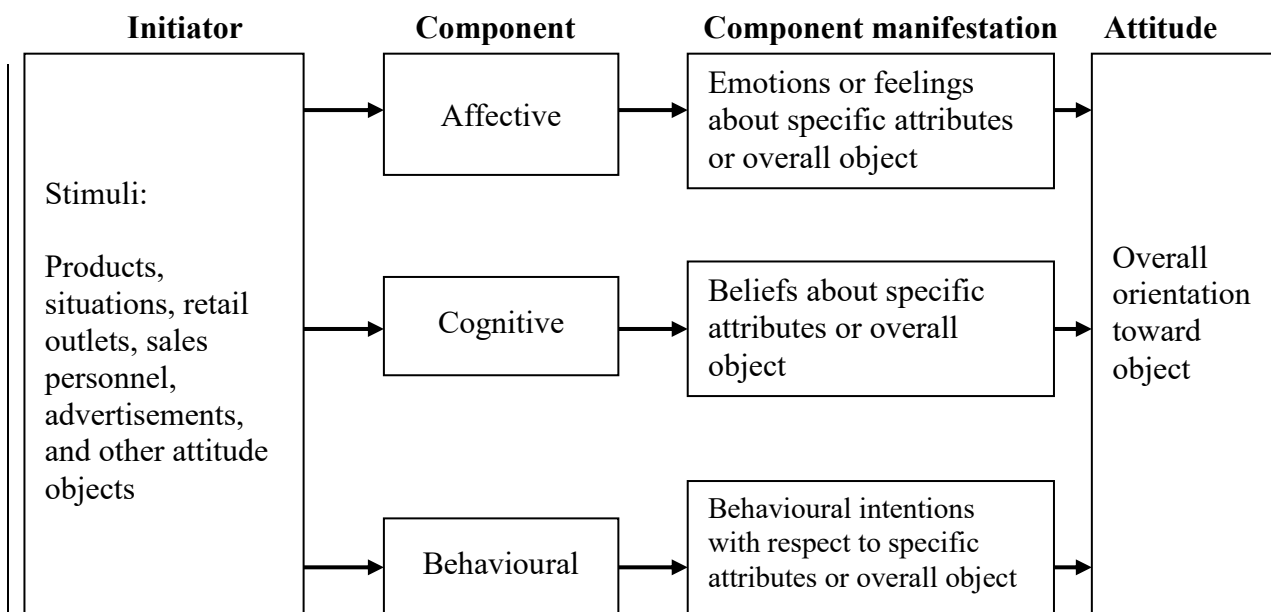 Initiator
Component
Component manifestation
Attitude
Stimuli:
Products,
situations, retail
outlets, sales
personnel,
advertisements,
and other attitude
objects
Affective
Emotions or feelings
about specific attributes
or overall object
Cognitive
Beliefs about specific
attributes or overall
object
Behavioural
Behavioural intentions
with respect to specific
attributes or overall object
Overall
orientation
toward
object